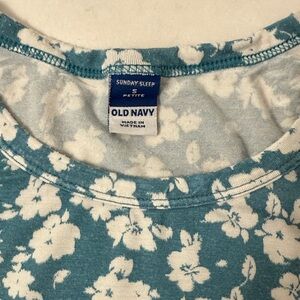 SUNDAY SLEEP
S
PETITE
OLD NAVY
MADE IN
VIETNAM